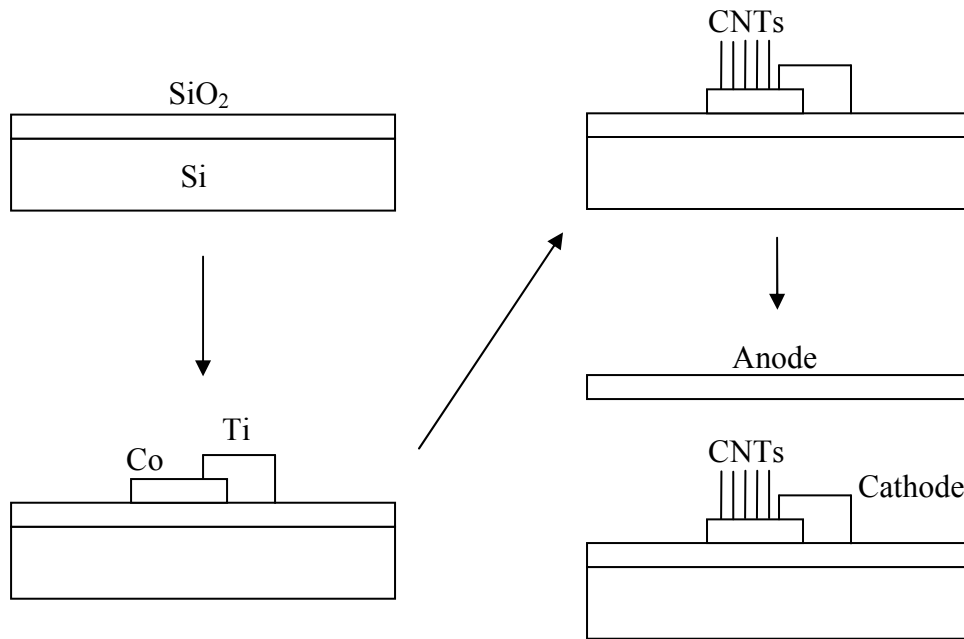 SiO₂
Si
Co
Ti
CNTs
Anode
CNTs
Cathode